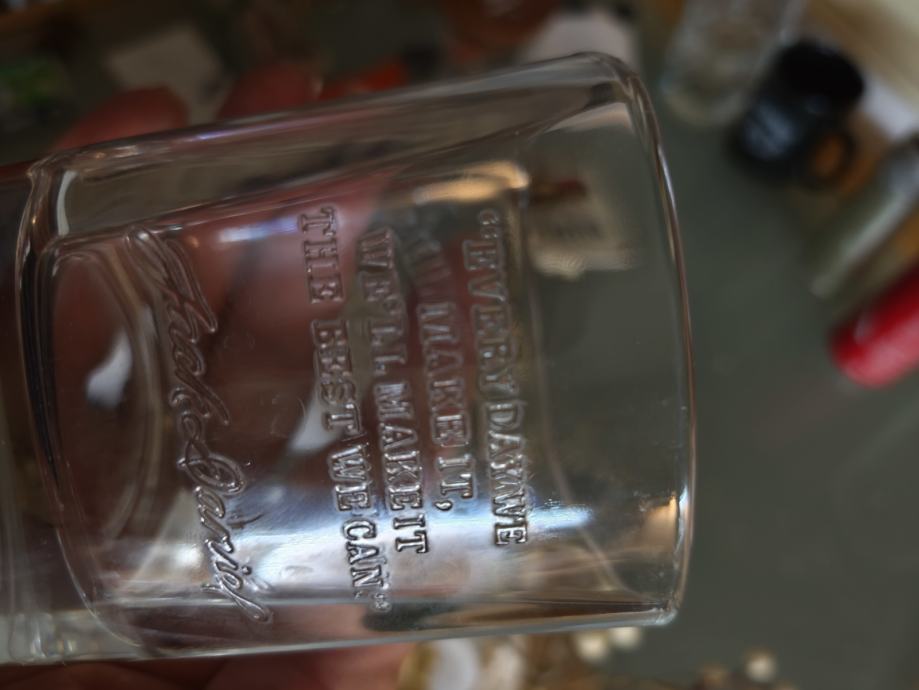 “EVERY DAY WE
MAKE IT,
WE'LL MAKE IT
THE BEST WE CAN.”
Jack Daniel